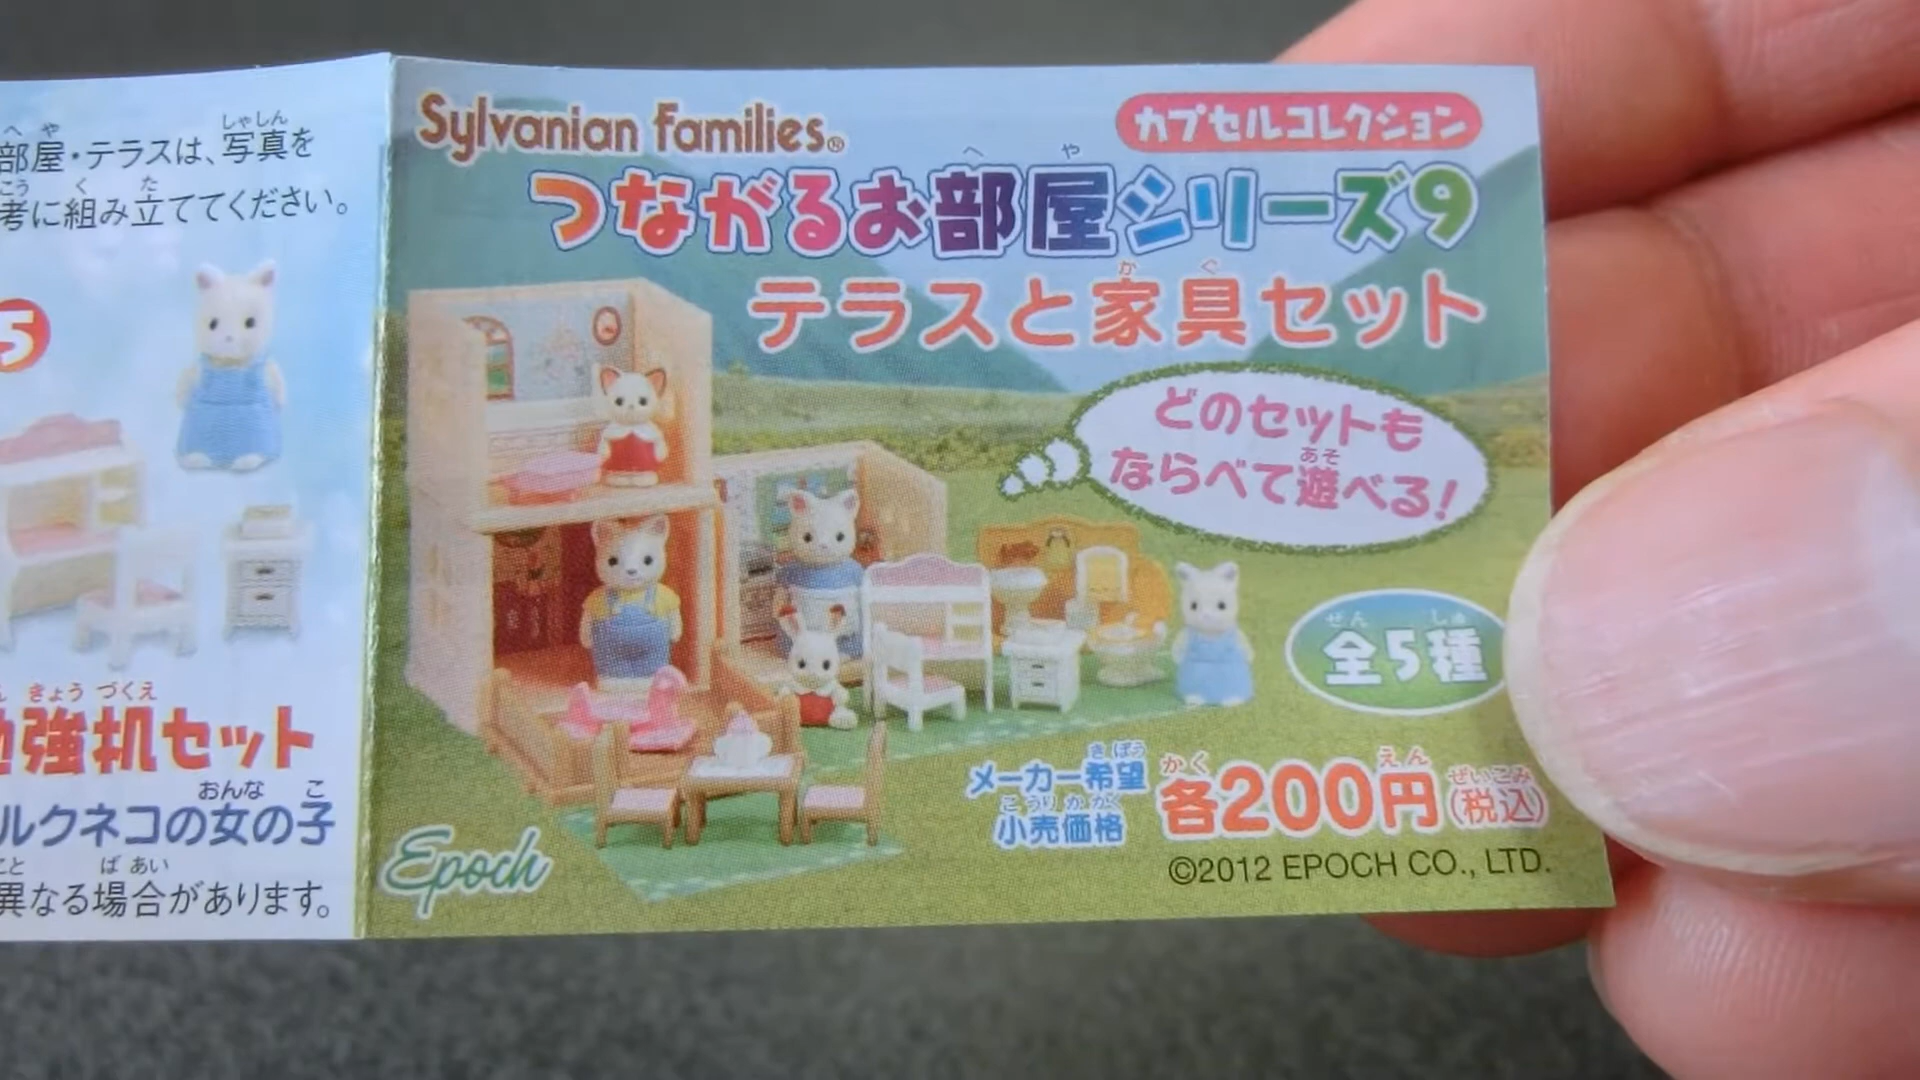 部屋・テラスは、写真を
考に組み立ててください。
5
強机セット
ルクネコの女の子
異なる場合があります。
Sylvanian Families®
カプセルコレクション
つながるお部屋シリーズ9
テラスと家具セット
どのセットも
ならべて遊べる!
全5種
メーカー希望
小売価格
各200円(税込)
©2012 EPOCH CO., LTD.
Epoch